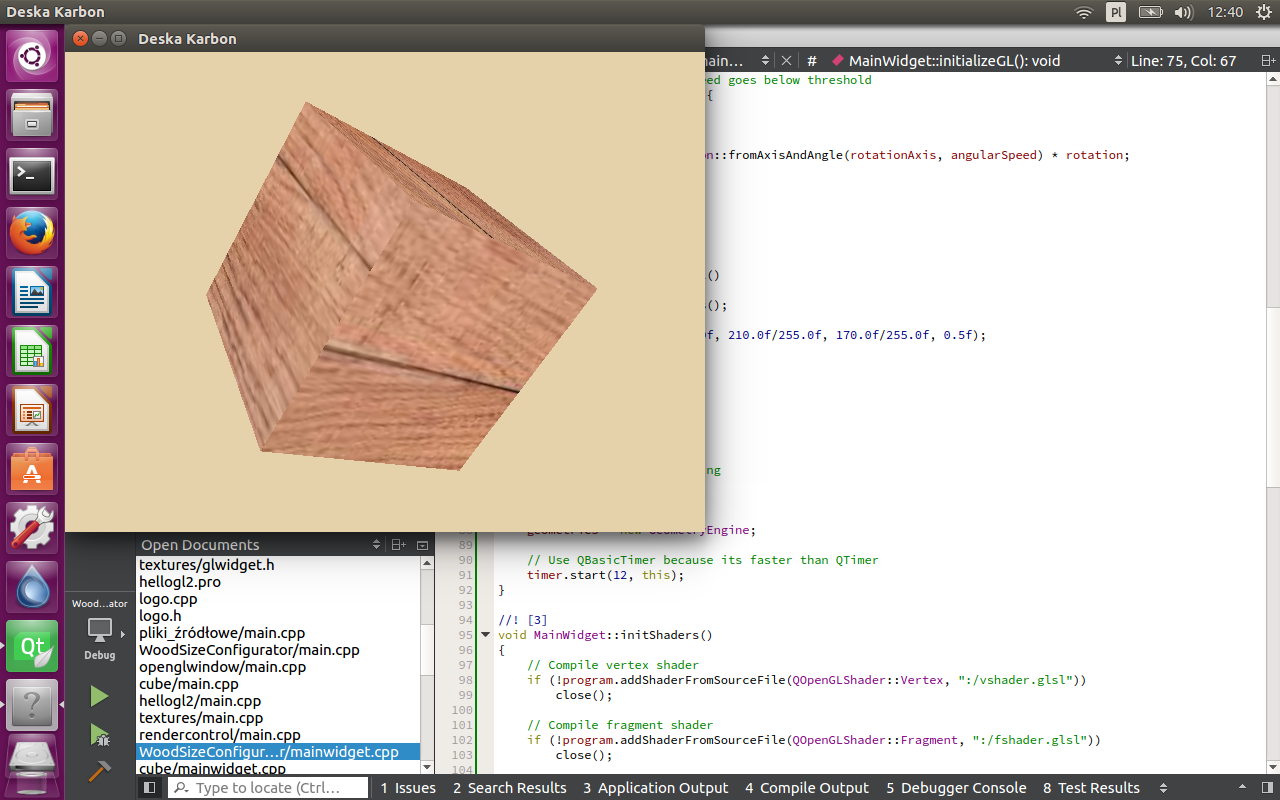 Deska Karbon
Pl
12:40
Deska Karbon
main...
#
MainWidget::initializeGL(): void
Line: 75, Col: 67
ed goes below threshold
{
on::fromAxisAndAngle(rotationAxis, angularSpeed) * rotation;
()
();
0f, 210.0f/255.0f, 170.0f/255.0f, 0.5f);
ng
geometries = new GeometryEngine;
Open Documents
textures/glwidget.h
hellogl2.pro
logo.cpp
logo.h
pliki_źródłowe/main.cpp
WoodSizeConfigurator/main.cpp
openglwindow/main.cpp
cube/main.cpp
hellogl2/main.cpp
textures/main.cpp
rendercontrol/main.cpp
WoodSizeConfigur...r/mainwidget.cpp
cube/mainwidget.cpp
Wood...ator
Debug
Qt
89
90 // Use QBasicTimer because its faster than QTimer
91 timer.start(12, this);
92 }
93
94 //! [3]
95 void MainWidget::initShaders()
96 {
97 // Compile vertex shader
98 if (!program.addShaderFromSourceFile(QOpenGLShader::Vertex, ":/vshader.glsl"))
99 close();
100
101 // Compile fragment shader
102 if (!program.addShaderFromSourceFile(QOpenGLShader::Fragment, ":/fshader.glsl"))
103 close();
104
Type to locate (Ctrl...
1 Issues
2 Search Results
3 Application Output
4 Compile Output
5 Debugger Console
8 Test Results